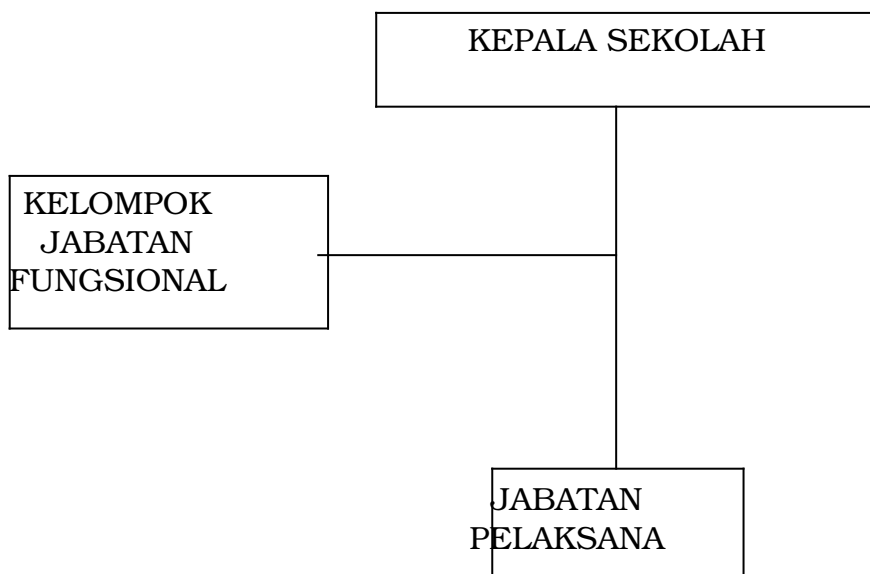 KEPALA SEKOLAH
KELOMPOK
JABATAN
FUNGSIONAL
JABATAN
PELAKSANA